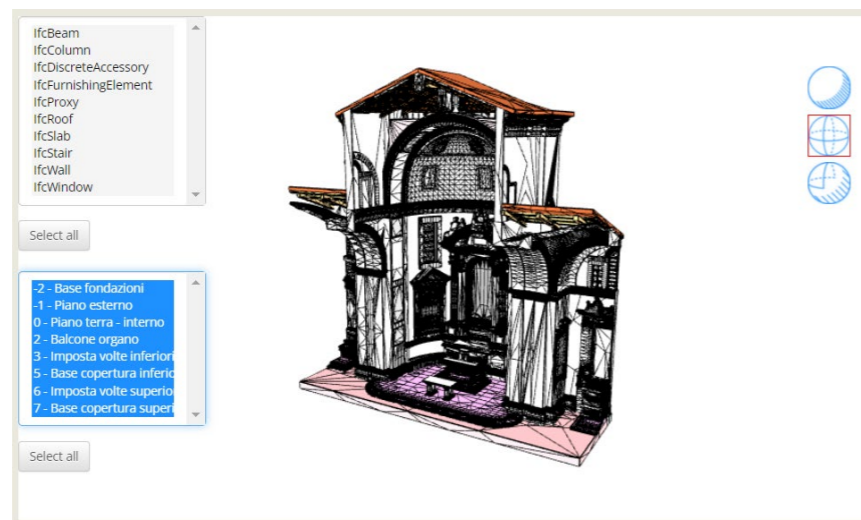 IfcBeam
IfcColumn
IfcDiscreteAccessory
IfcFurnishingElement
IfcProxy
IfcRoof
IfcSlab
IfcStair
IfcWall
IfcWindow
Select all
-2 - Base fondazioni
-1 - Piano esterno
0 - Piano terra - interno
2 - Balcone organo
3 - Imposta volte inferiori
5 - Base copertura inferio
6 - Imposta volte superio
7 - Base copertura superi
Select all